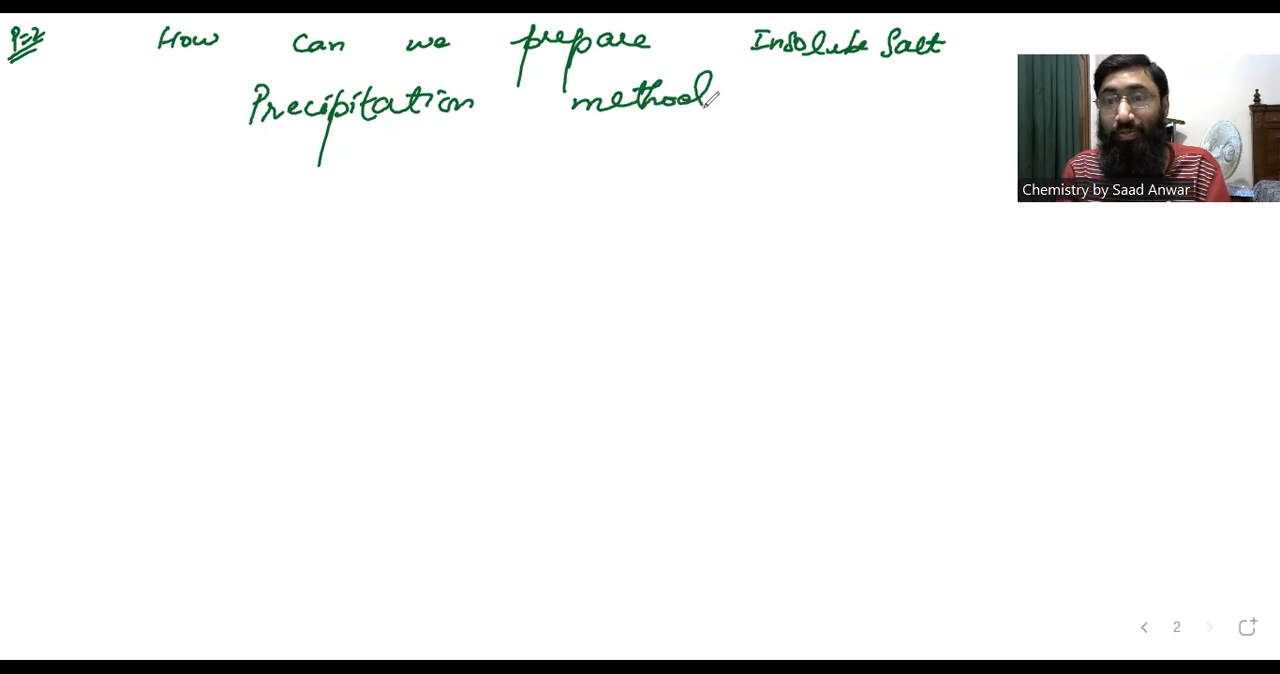 P=2 How can we prepare Insoluble Salt
Precipitation method
Chemistry by Saad Anwar
2